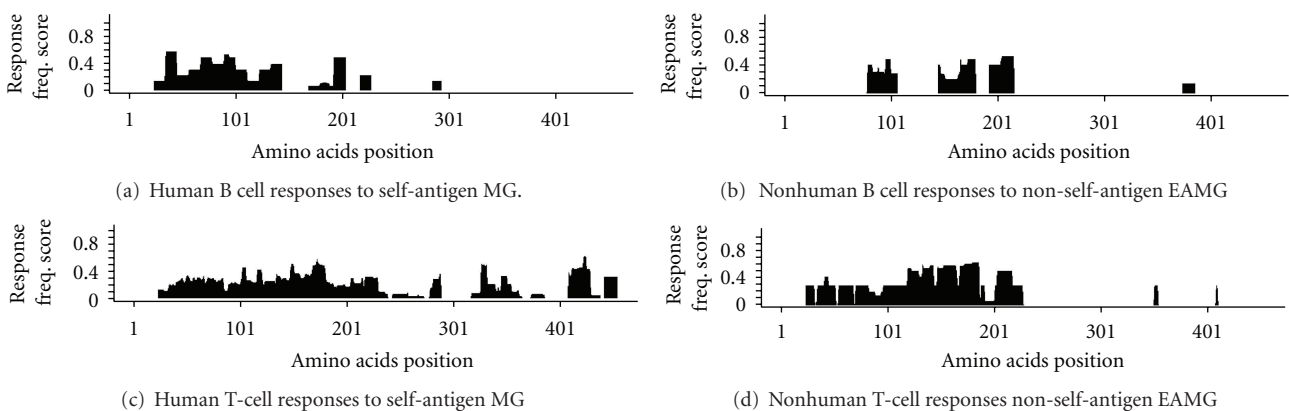 Response
freq. score
0.8
0.4
0
1 101 201 301 401
Amino acids position
(a) Human B cell responses to self-antigen MG.
Response
freq. score
0.8
0.4
0
1 101 201 301 401
Amino acids position
(b) Nonhuman B cell responses to non-self-antigen EAMG
Response
freq. score
0.8
0.4
0
1 101 201 301 401
Amino acids position
(c) Human T-cell responses to self-antigen MG
Response
freq. score
0.8
0.4
0
1 101 201 301 401
Amino acids position
(d) Nonhuman T-cell responses non-self-antigen EAMG